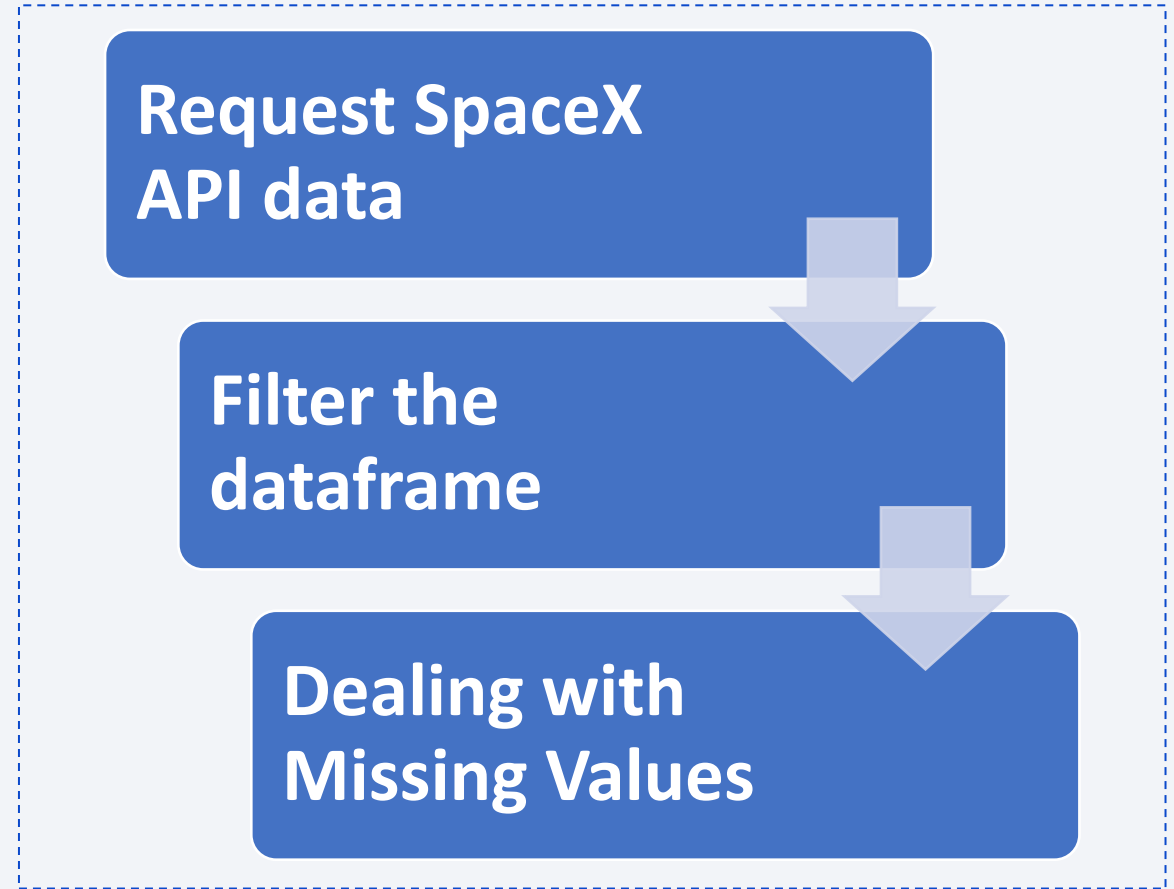 Request SpaceX
API data
Filter the
dataframe
Dealing with
Missing Values